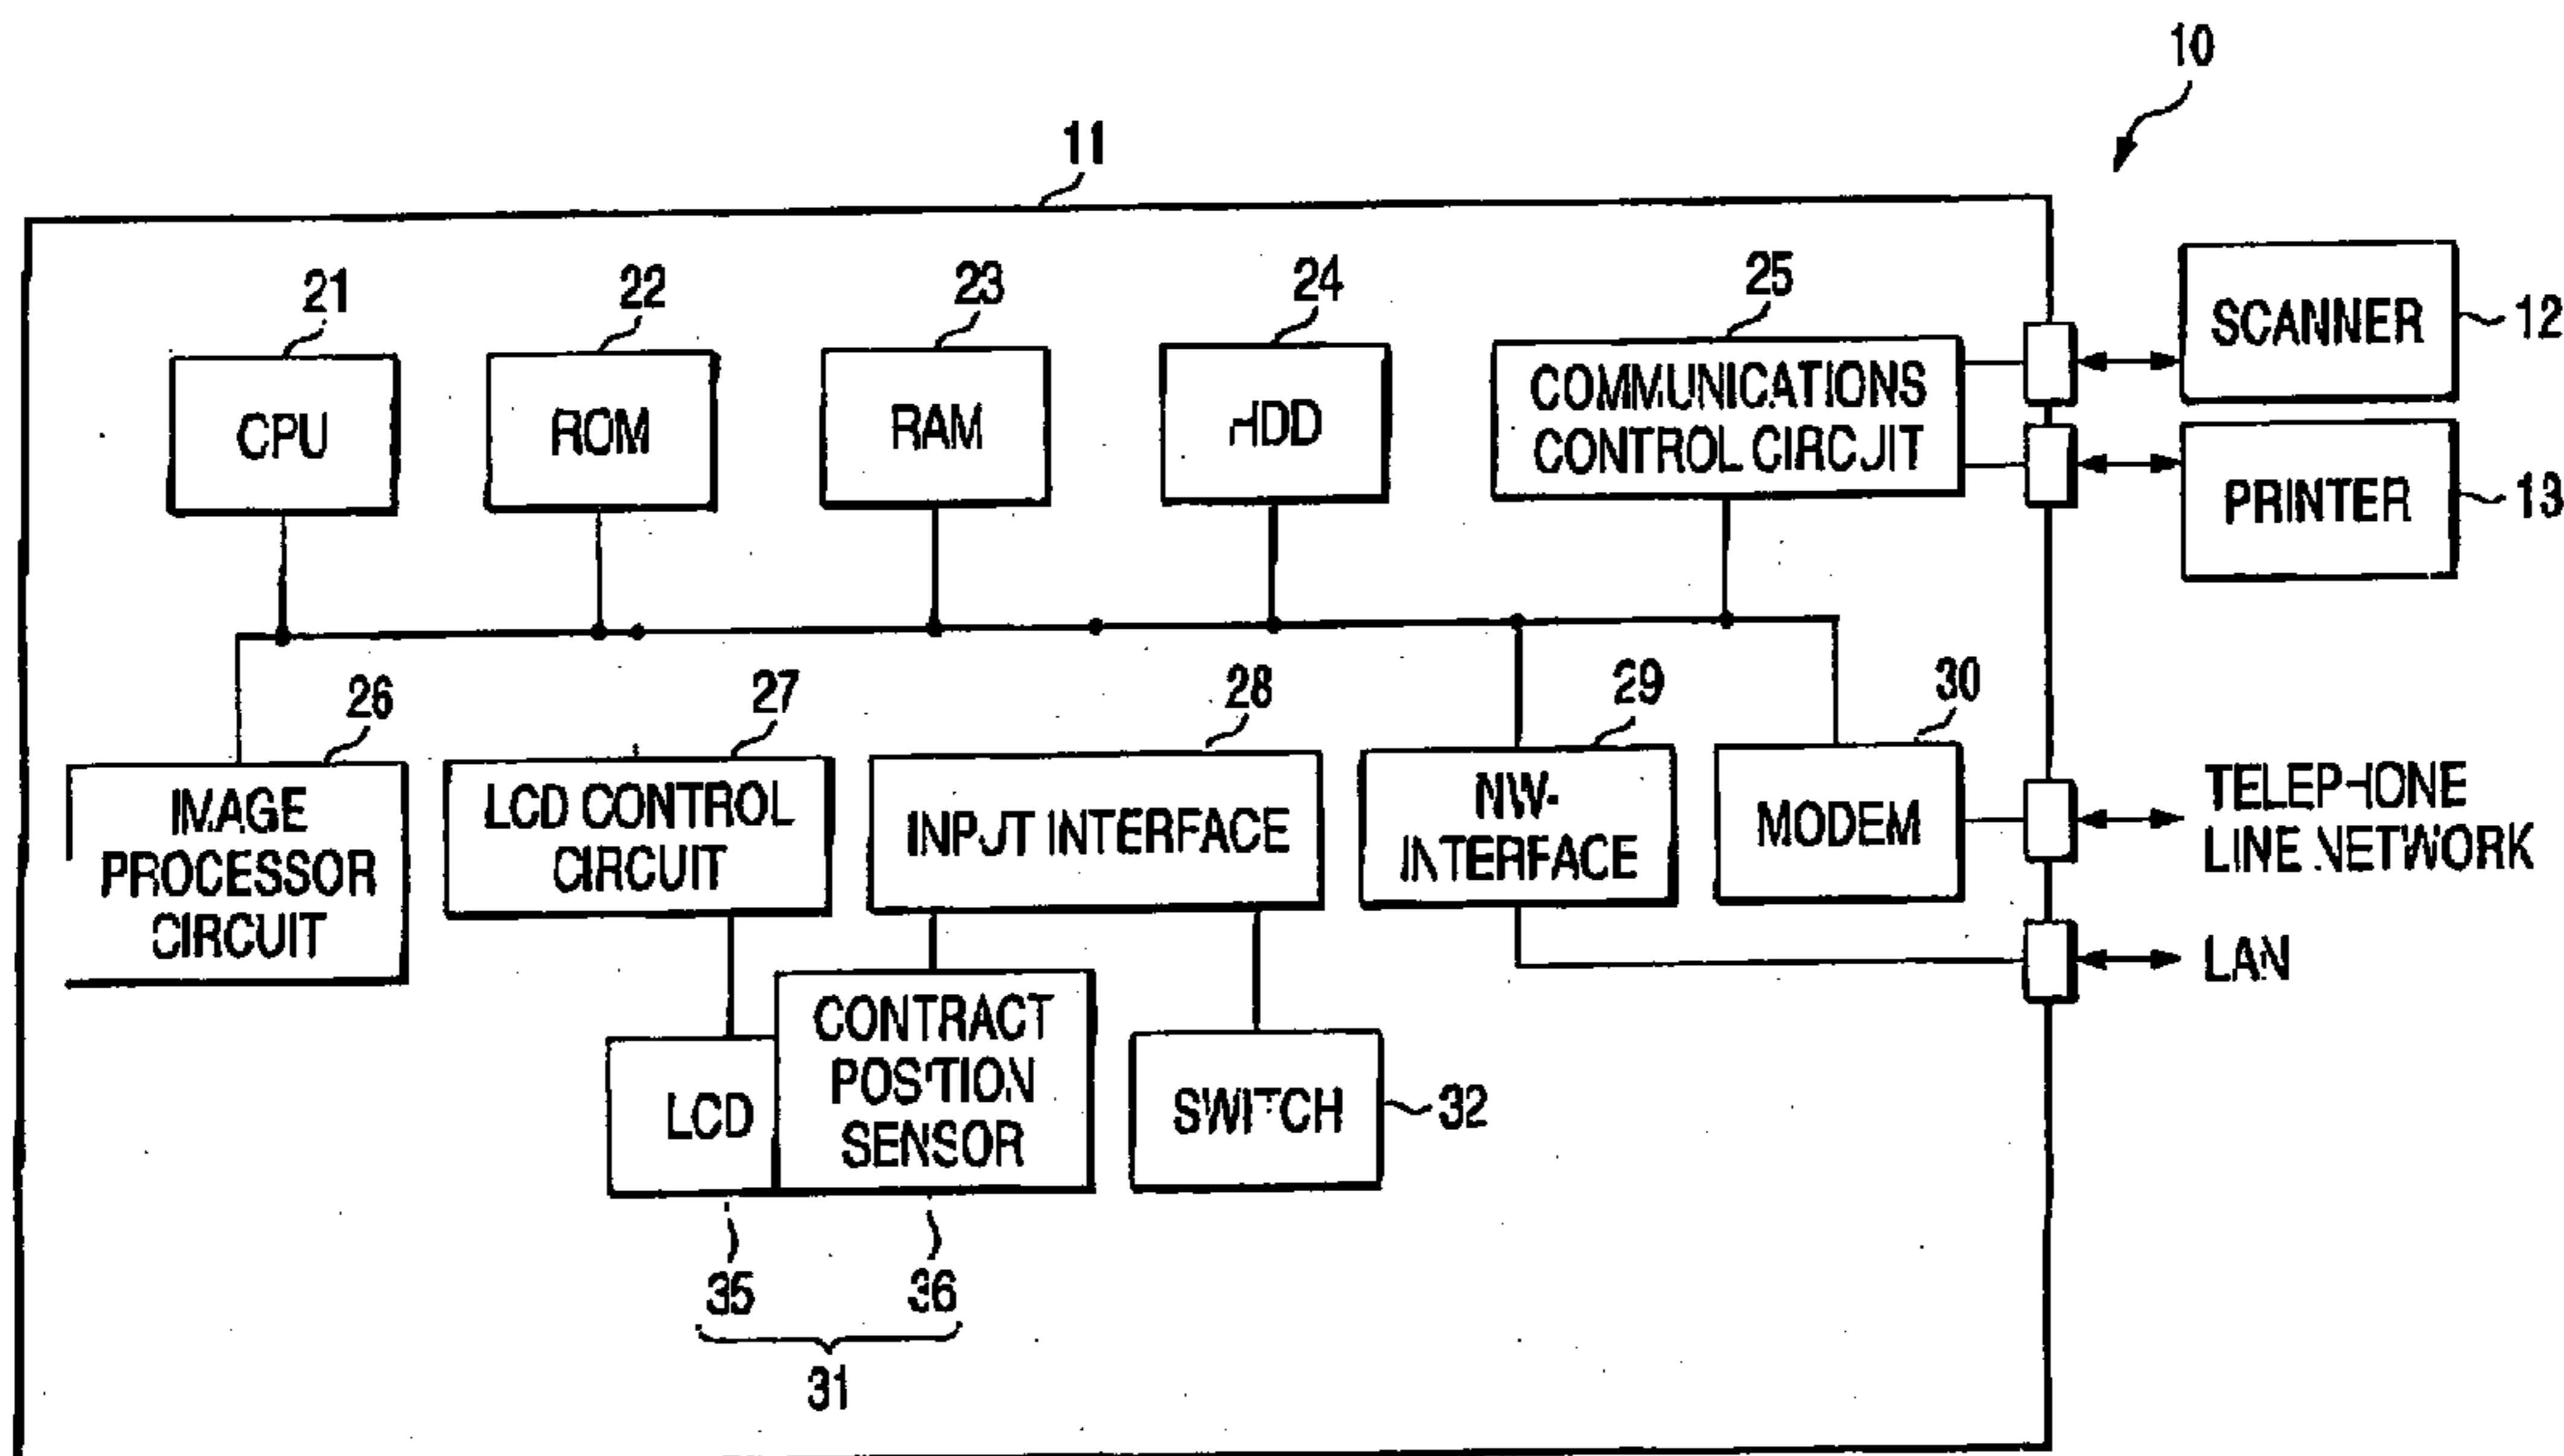 10
11
21
22
23
24
25
CPU
ROM
RAM
HDD
COMMUNICATIONS
CONTROL CIRCUIT
SCANNER
12
PRINTER
13
26
27
28
29
30
IMAGE
PROCESSOR
CIRCUIT
LCD CONTROL
CIRCUIT
INPUT INTERFACE
NW-
INTERFACE
MODEM
TELEPHONE
LINE NETWORK
LAN
LCD
CONTRACT
POSITION
SENSOR
SWITCH
32
35
36
31